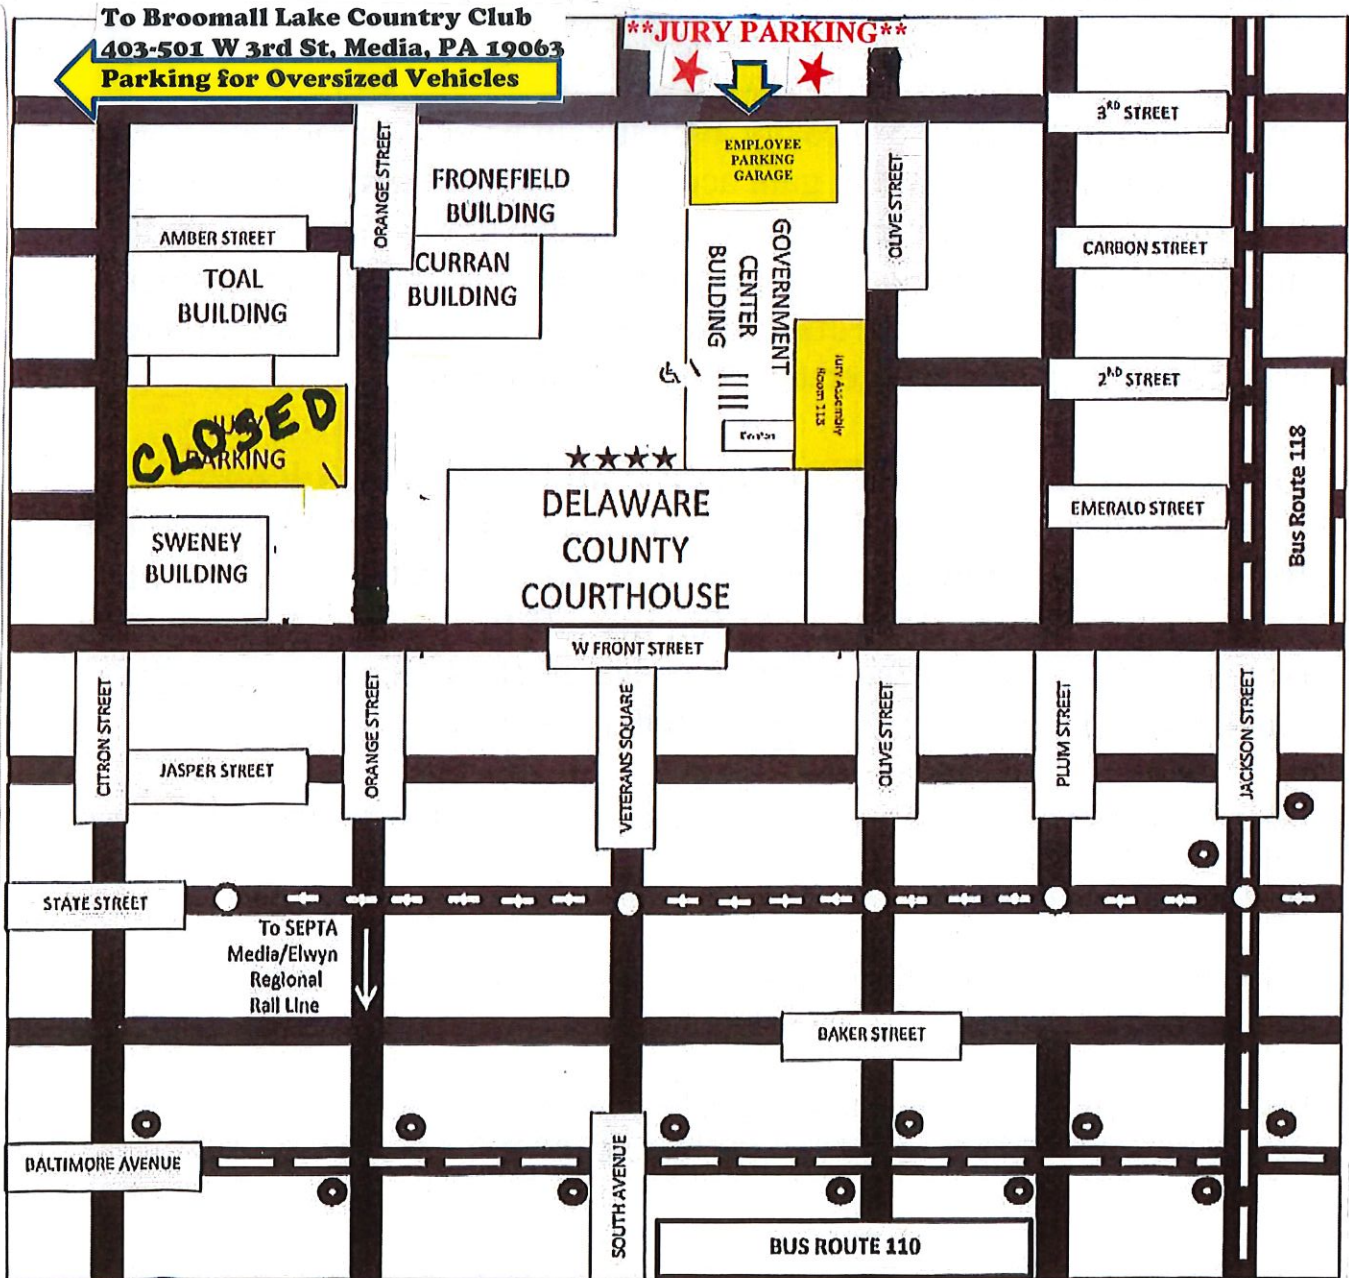 To Broomall Lake Country Club
403-501 W 3rd St, Media, PA 19063
Parking for Oversized Vehicles
**JURY PARKING**
3RD STREET
EMPLOYEE
PARKING
GARAGE
ORANGE STREET
FRONEFIELD
BUILDING
OLIVE STREET
AMBER STREET
CARBON STREET
TOAL
BUILDING
CURRAN
BUILDING
GOVERNMENT
CENTER
BUILDING
2ND STREET
Jury Assembly
Room 113
JURY
PARKING
CLOSED
Bus Route 118
DELAWARE
COUNTY
COURTHOUSE
EMERALD STREET
SWENEY
BUILDING
W FRONT STREET
CITRON STREET
ORANGE STREET
VETERANS SQUARE
OLIVE STREET
PLUM STREET
JACKSON STREET
JASPER STREET
STATE STREET
To SEPTA
Media/Elwyn
Regional
Rail Line
BAKER STREET
BALTIMORE AVENUE
SOUTH AVENUE
BUS ROUTE 110